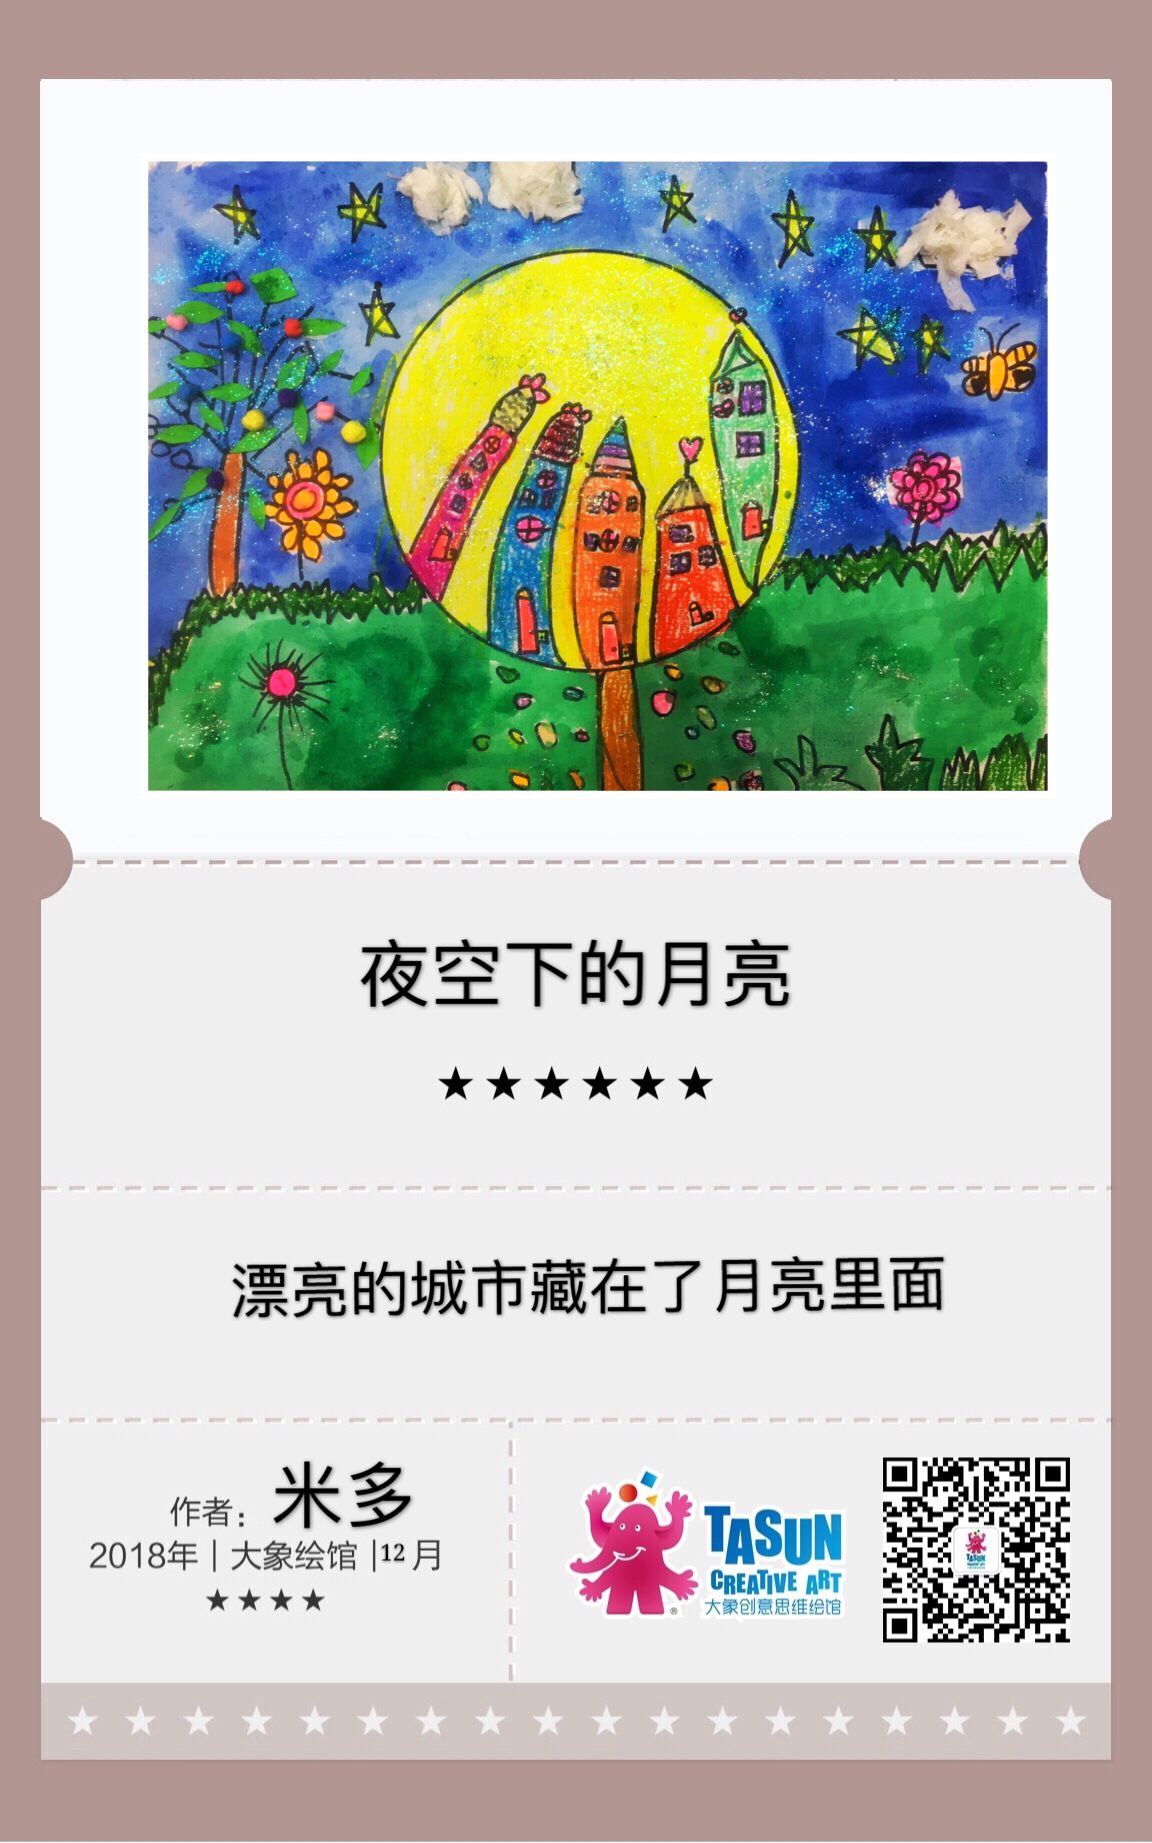 夜空下的月亮
★★★★★★
漂亮的城市藏在了月亮里面
作者：米多
2018年｜大象绘馆｜12月
★★★★
TASUN
CREATIVE ART
大象创意思维绘馆